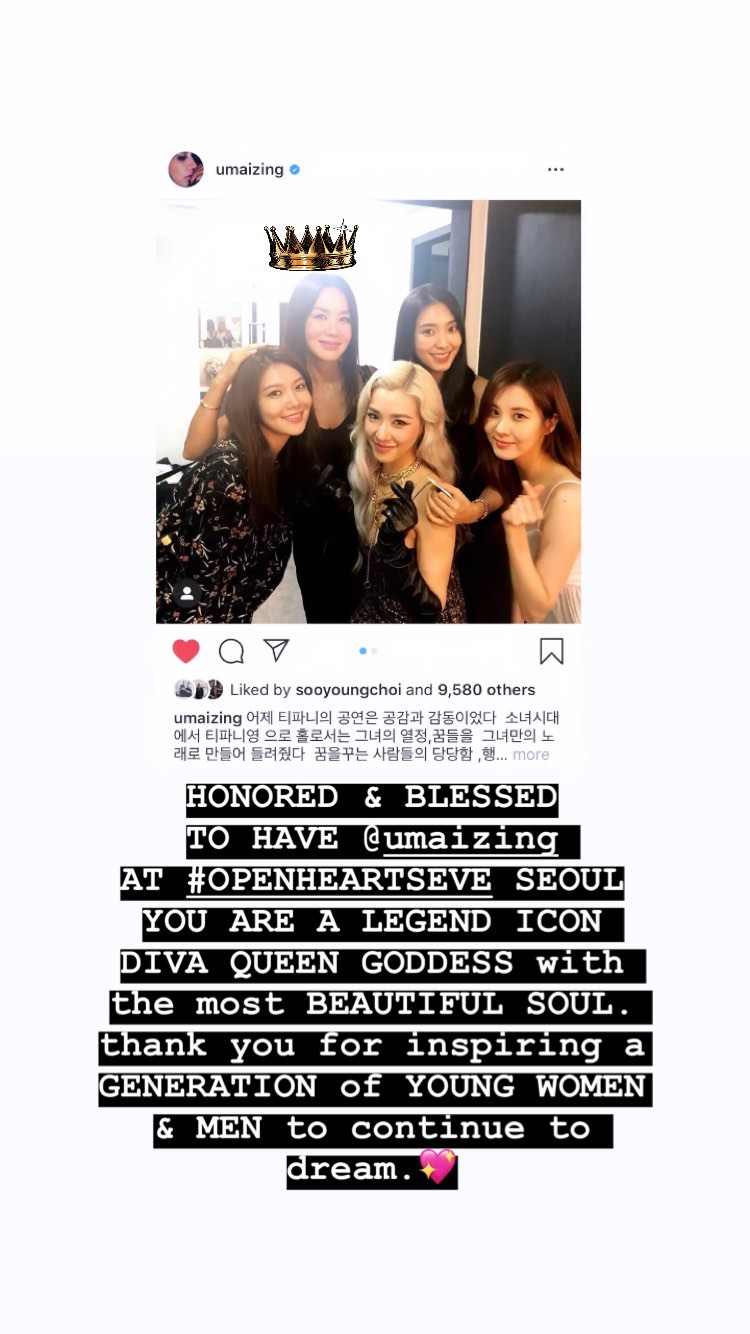 umaizing
Liked by sooyoungchoi and 9,580 others
umaizing 어제 티파니의 공연은 공감과 감동이었다 소녀시대
에서 티파니영 으로 홀로서는 그녀의 열정,꿈들을 그녀만의 노
래로 만들어 들려줬다 꿈을꾸는 사람들의 당당함 ,행... more
HONORED & BLESSED
TO HAVE @umaizing
AT #OPENHEARTSEVE SEOUL
YOU ARE A LEGEND ICON
DIVA QUEEN GODDESS with
the most BEAUTIFUL SOUL.
thank you for inspiring a
GENERATION of YOUNG WOMEN
& MEN to continue to
dream.💖